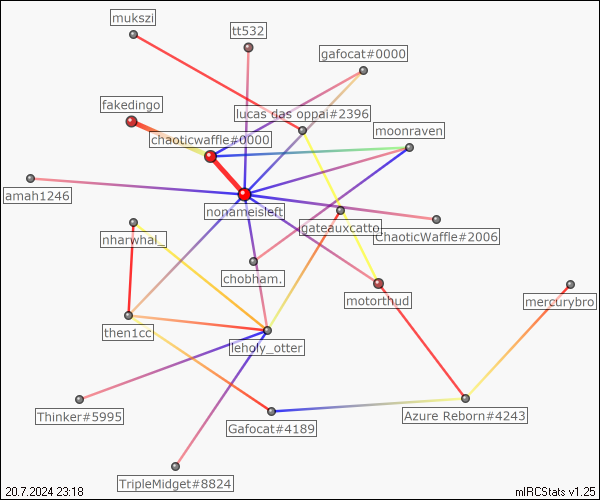 mukszi
tt532
gafocat#0000
fakedingo
lucas das oppai#2396
moonraven
chaoticwaffle#0000
amah1246
nonameisleft
gateauxcatto
ChaoticWaffle#2006
nharwhal_
chobham.
motorthud
mercurybro
then1cc
leholy_otter
Thinker#5995
Gafocat#4189
Azure Reborn#4243
TripleMidget#8824
20.7.2024 23:18
mIRCStats v1.25